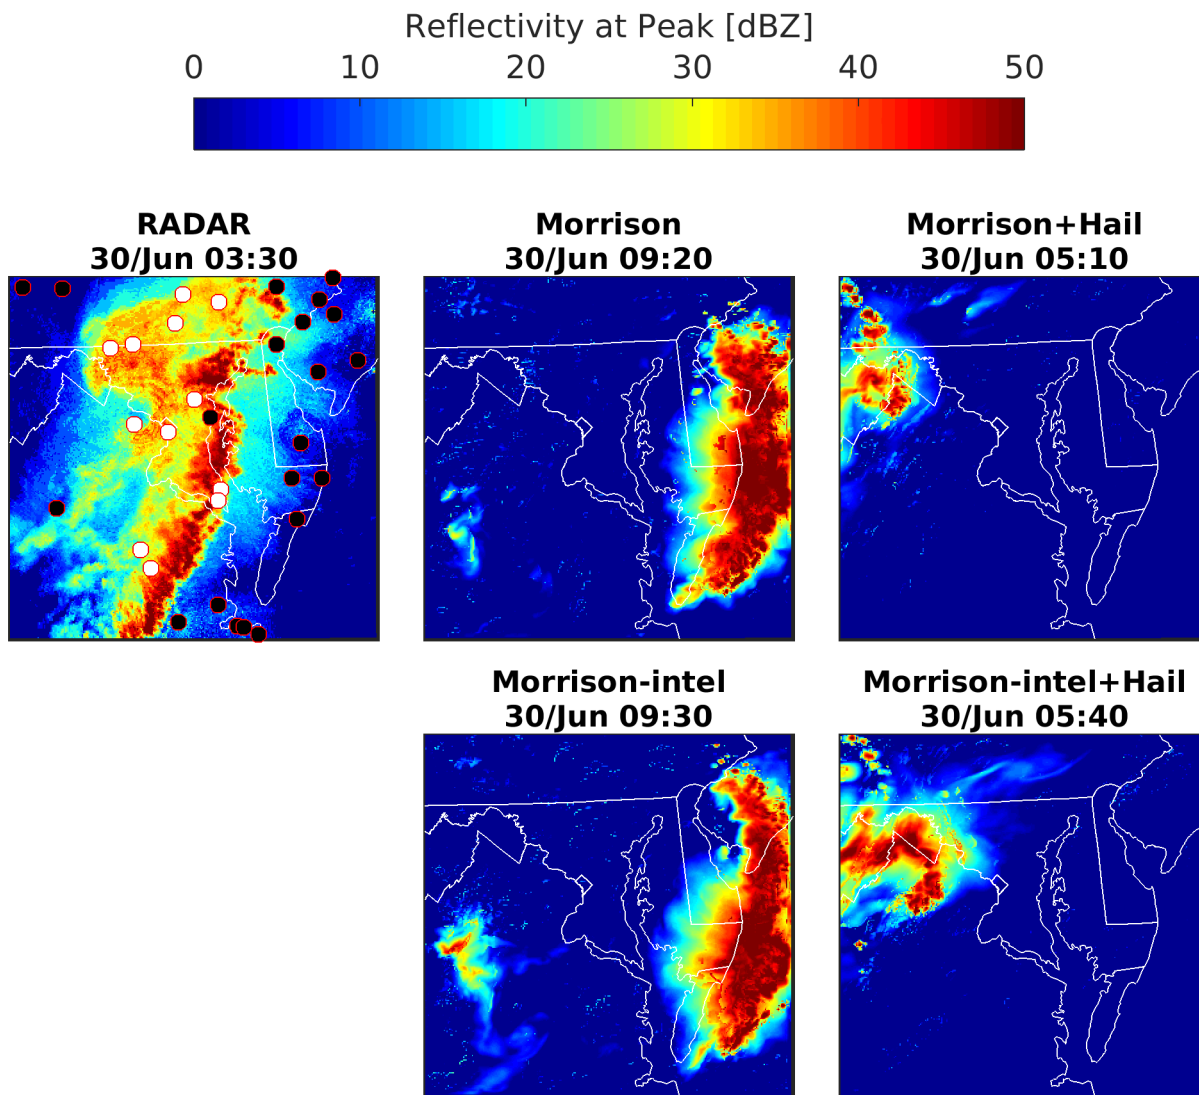 Reflectivity at Peak [dBZ]
0 10 20 30 40 50
RADAR
30/Jun 03:30
Morrison
30/Jun 09:20
Morrison+Hail
30/Jun 05:10
Morrison-intel
30/Jun 09:30
Morrison-intel+Hail
30/Jun 05:40